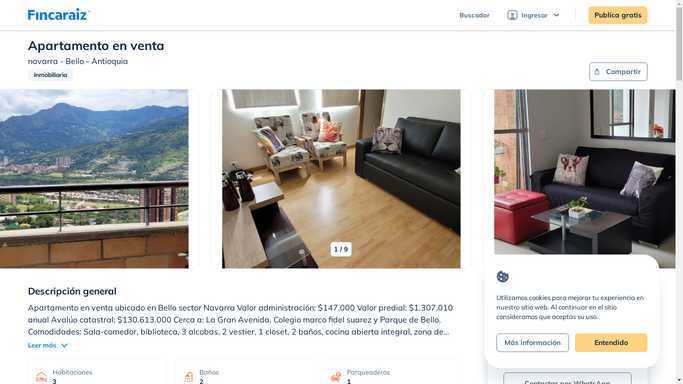 Fincaraiz
Buscador
Ingresar
Publica gratis
Apartamento en venta
navarra - Bello - Antioquia
Inmobiliaria
Compartir
1 / 9
Descripción general
Apartamento en venta ubicado en Bello sector Navarra Valor administración: $147.000 Valor predial: $1.307.010
anual Avalúo catastral: $130.613.000 Cerca a: La Gran Avenida, Colegio marco fidel suarez y Parque de Bello.
Comodidades: Sala-comedor, biblioteca, 3 alcobas, 2 vestier, 1 closet, 2 baños, cocina abierta integral, zona de...
Leer más
Habitaciones
3
Baños
2
Parqueaderos
1
Utilizamos cookies para mejorar tu experiencia en
nuestro sitio web. Al continuar en el sitio
consideramos que aceptas su uso.
Más información
Entendido
Contactar por WhatsApp